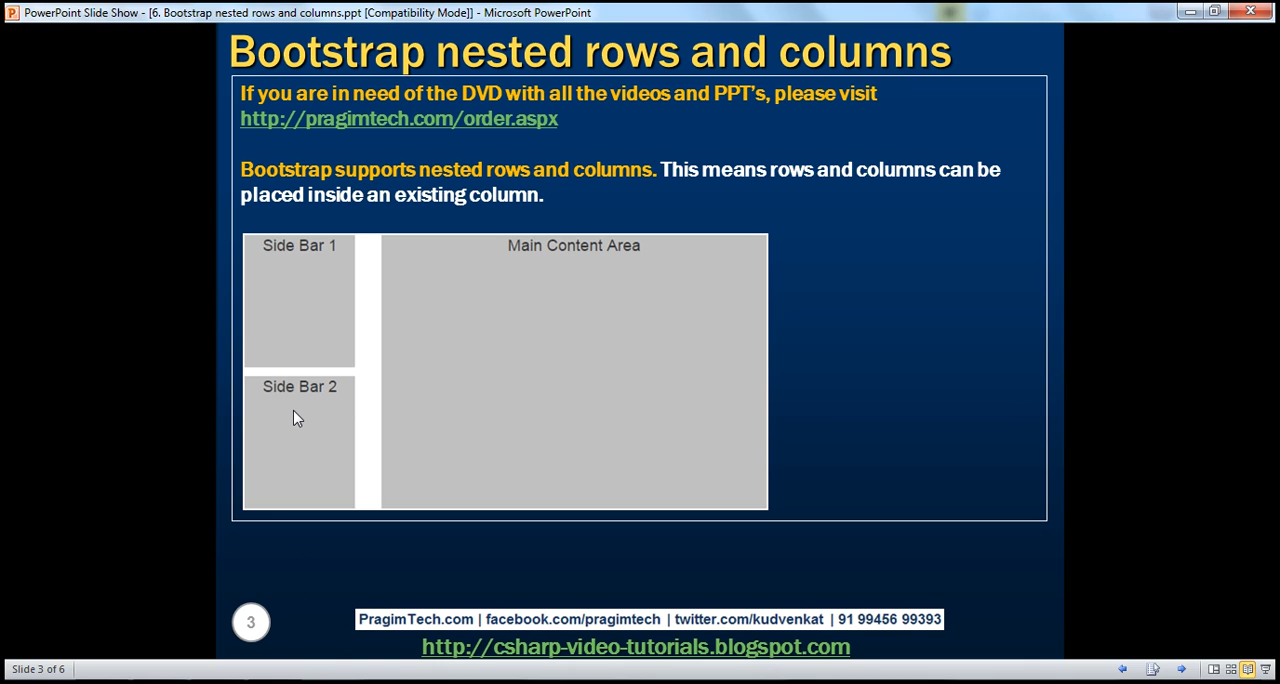 PowerPoint Slide Show - [6. Bootstrap nested rows and columns.ppt [Compatibility Mode]] - Microsoft PowerPoint
Bootstrap nested rows and columns
If you are in need of the DVD with all the videos and PPT's, please visit
http://pragimtech.com/order.aspx
Bootstrap supports nested rows and columns. This means rows and columns can be
placed inside an existing column.
Side Bar 1
Main Content Area
Side Bar 2
3
PragimTech.com | facebook.com/pragimtech | twitter.com/kudvenkat | 91 99456 99393
http://csharp-video-tutorials.blogspot.com
Slide 3 of 6